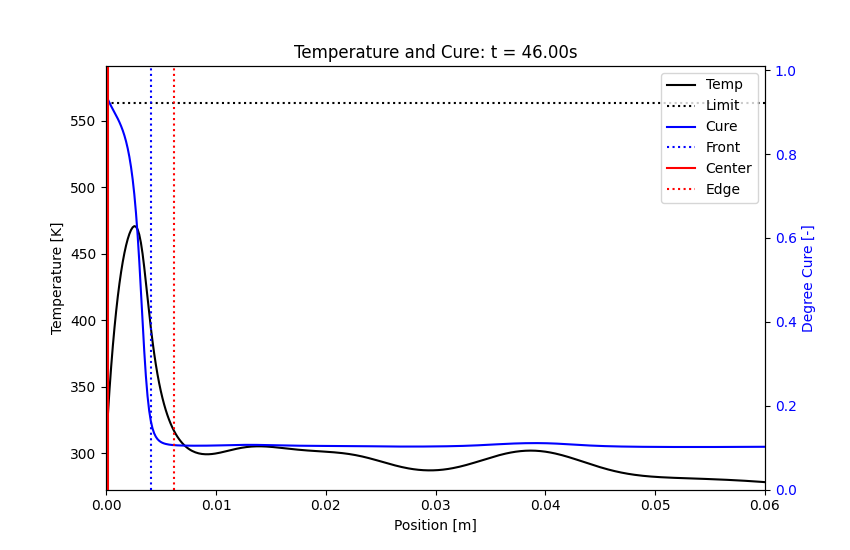 Temperature and Cure: t = 46.00s
Temperature [K]
550
500
450
400
350
300
Temp
Limit
Cure
Front
Center
Edge
1.0
0.8
0.6
0.4
0.2
0.0
Degree Cure [-]
0.00
0.01
0.02
0.03
0.04
0.05
0.06
Position [m]